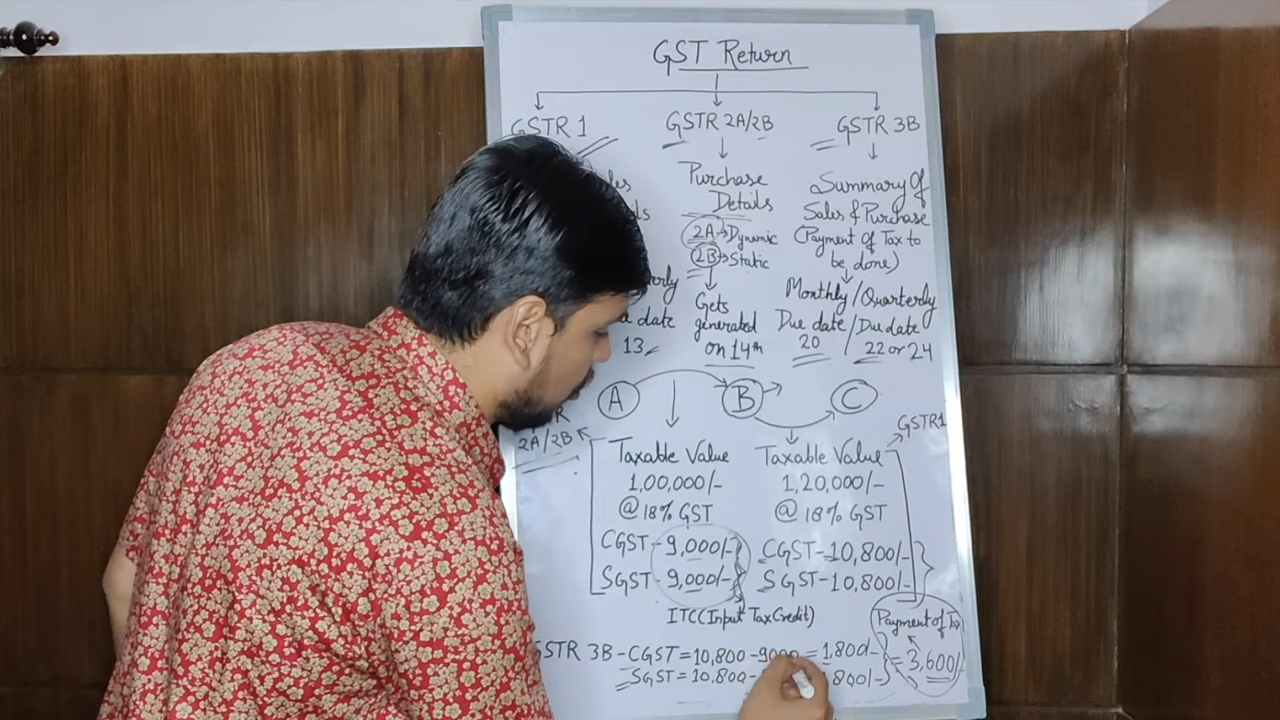 GST Return
GSTR 1
GSTR 2A/2B
GSTR 3B
Purchase
Details
2A→Dynamic
2B→Static
Gets
generated
on 14th
Summary Of
Sales & Purchase
(Payment Of Tax to
be done)
Monthly/Quarterly
Due date/Due date
20 / 22 or 24
date
13
A
B
C
2A/2B
GSTR1
Taxable Value
1,00,000/-
@ 18% GST
CGST-9,000/-
SGST-9,000/-
ITC(Input Tax Credit)
Taxable Value
1,20,000/-
@ 18% GST
CGST-10,800/-
SGST-10,800/-
Payment of Tax
GSTR 3B-CGST=10,800-9000=1,800/-
SGST=10,800-
800/-
=3,600/-